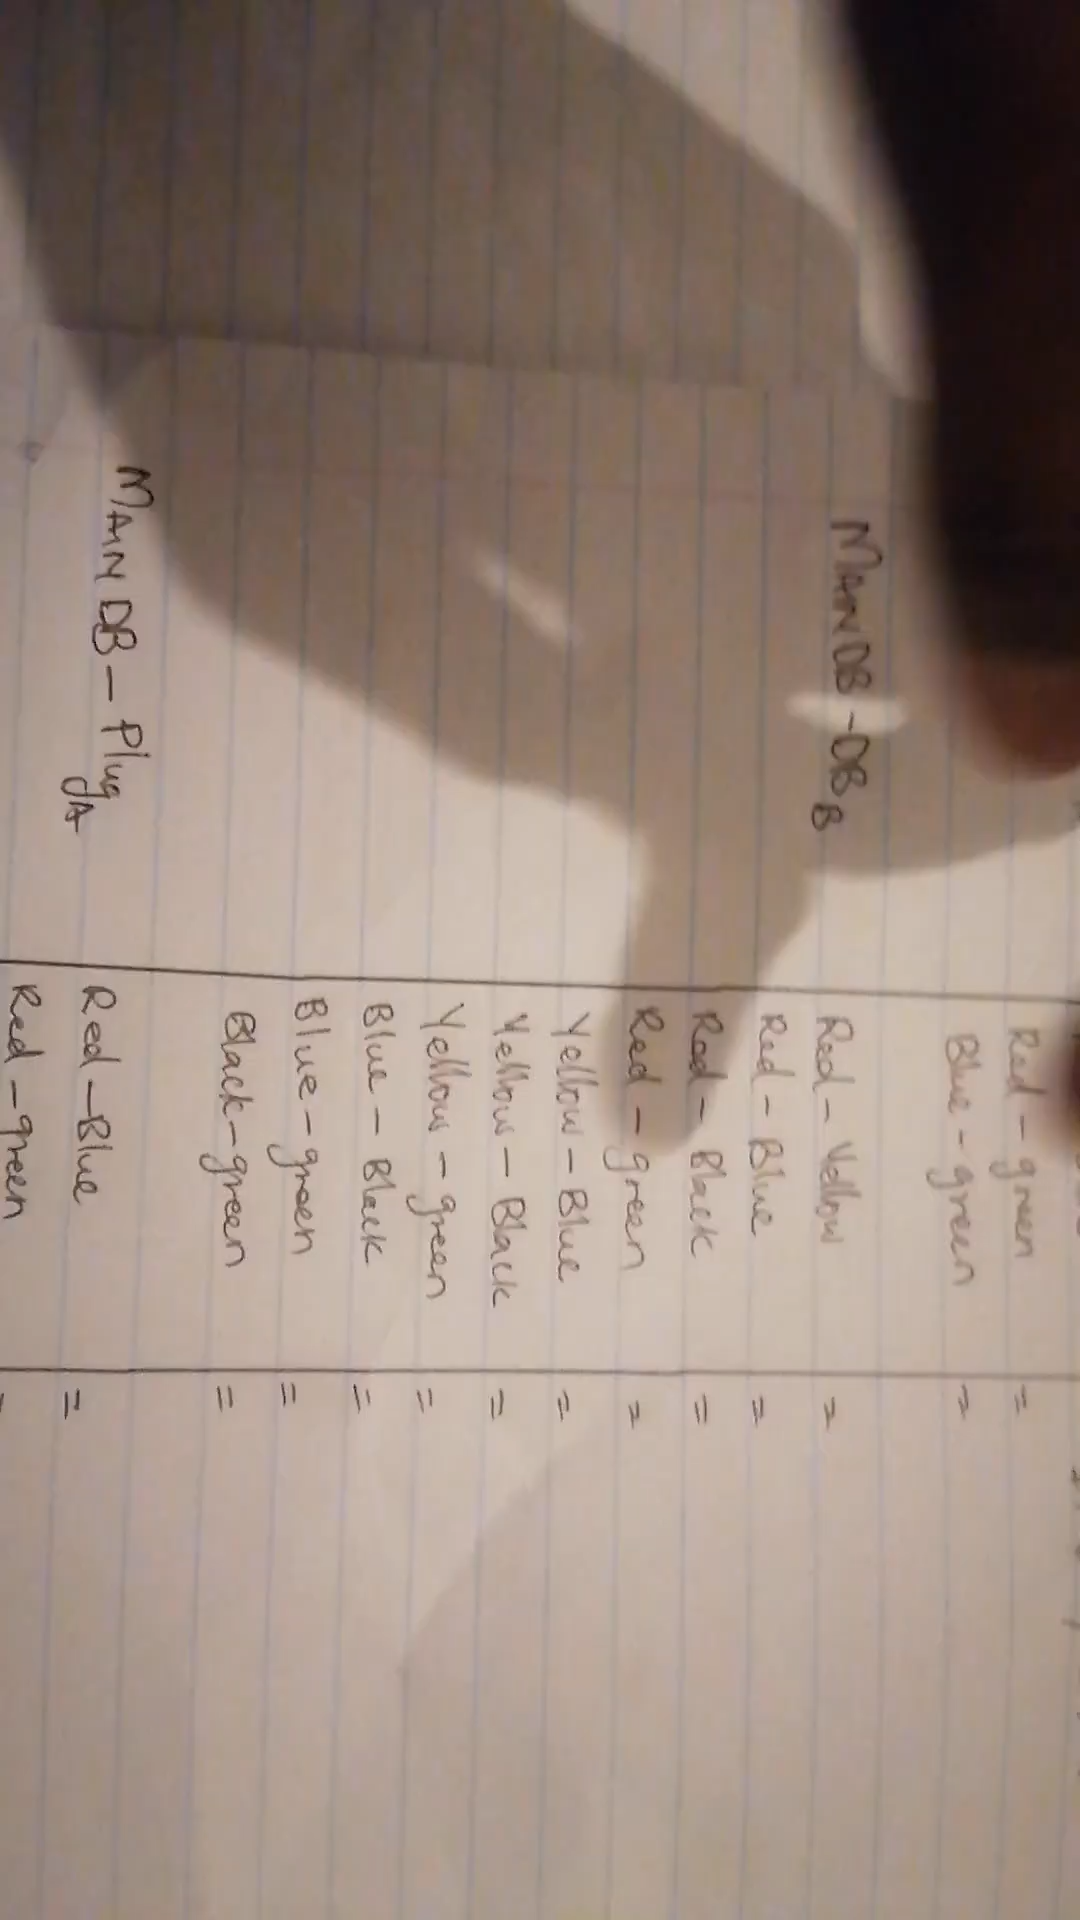 Red - green =
Blue - green =
MAIN DB - DB B Red - Yellow =
Red - Blue =
Red - Black =
Red - green =
Yellow - Blue =
Yellow - Black =
Yellow - green =
Blue - Black =
Blue - green =
Black - green =
MAIN DB - Plug A Red - Blue =
Red - green =